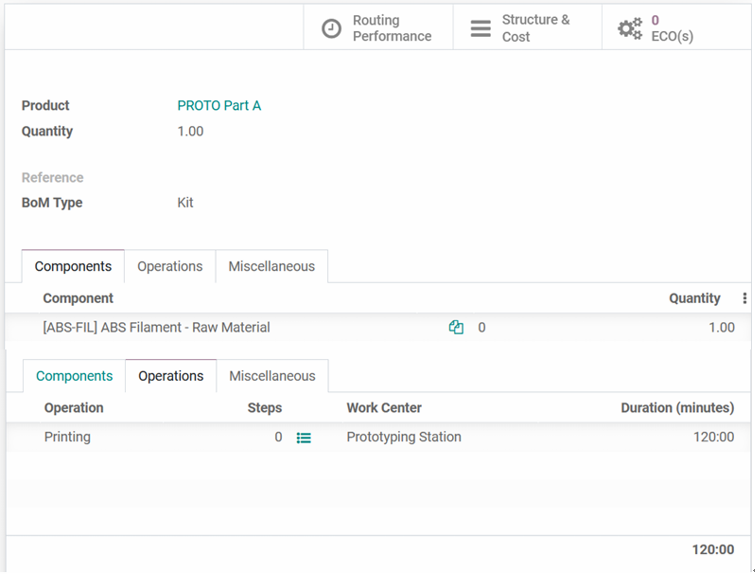 Routing Performance
Structure & Cost
0 ECO(s)
Product PROTO Part A
Quantity 1.00
Reference
BoM Type Kit
Components Operations Miscellaneous
Component Quantity
[ABS-FIL] ABS Filament - Raw Material 0 1.00
Components Operations Miscellaneous
Operation Steps Work Center Duration (minutes)
Printing 0 Prototyping Station 120:00
120:00